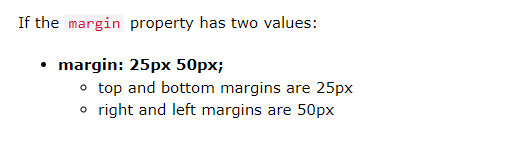 If the margin property has two values:
margin: 25px 50px;
top and bottom margins are 25px
right and left margins are 50px